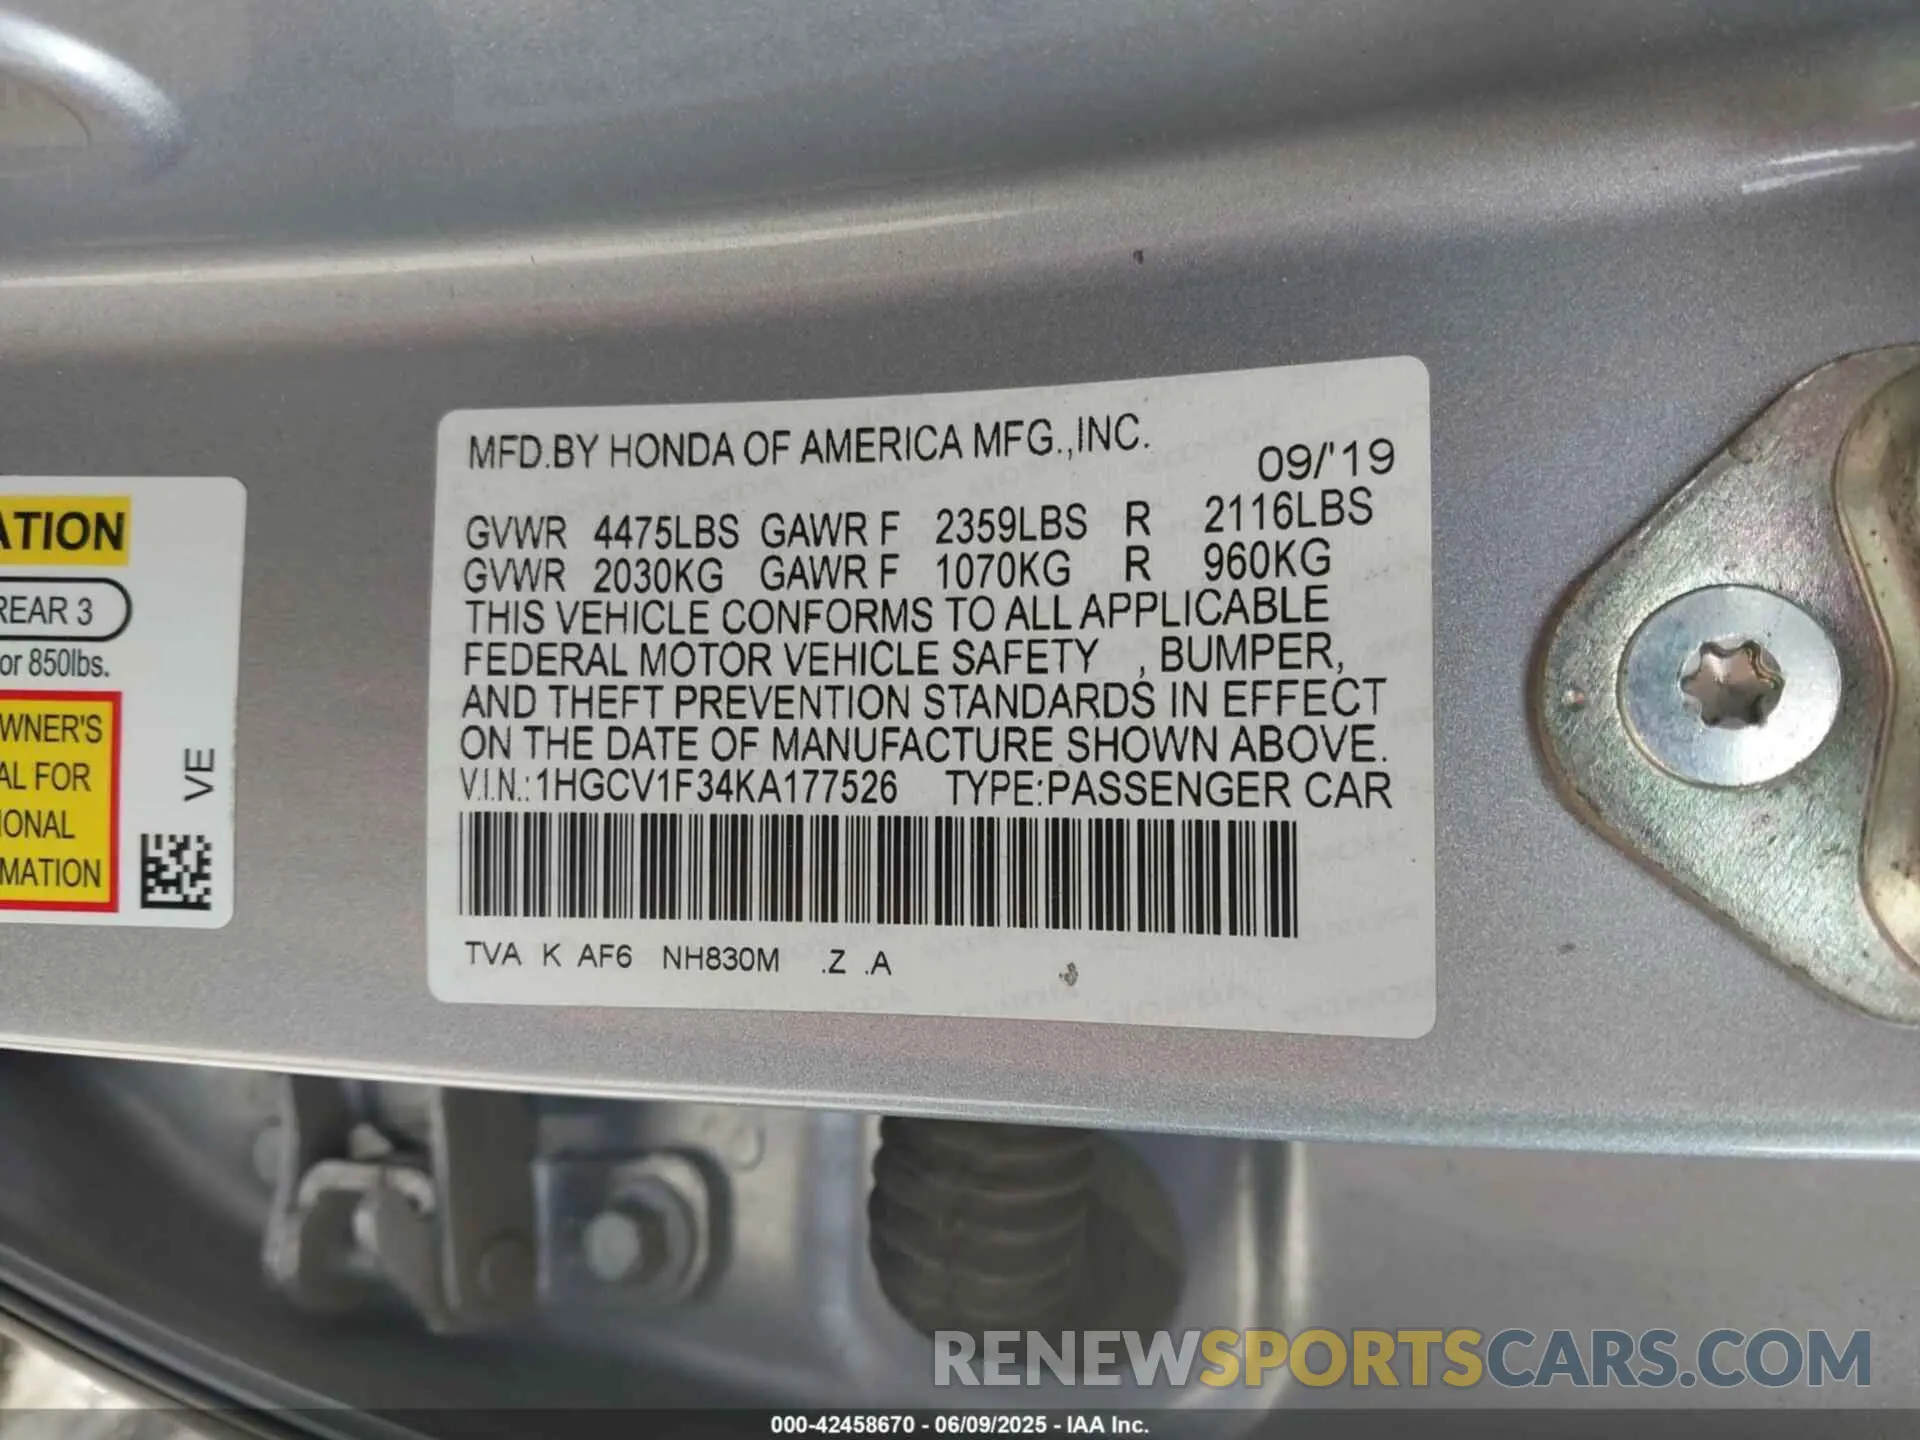 ATION
REAR 3
or 850lbs.
WNER'S
AL FOR
IONAL
MATION
VE
MFD.BY HONDA OF AMERICA MFG.,INC.
09/'19
GVWR 4475LBS GAWR F 2359LBS R 2116LBS
GVWR 2030KG GAWR F 1070KG R 960KG
THIS VEHICLE CONFORMS TO ALL APPLICABLE
FEDERAL MOTOR VEHICLE SAFETY , BUMPER,
AND THEFT PREVENTION STANDARDS IN EFFECT
ON THE DATE OF MANUFACTURE SHOWN ABOVE.
V.I.N.:1HGCV1F34KA177526 TYPE:PASSENGER CAR
TVA K AF6 NH830M .Z .A
RENEWSPORTSCARS.COM
000-42458670 - 06/09/2025 - IAA Inc.